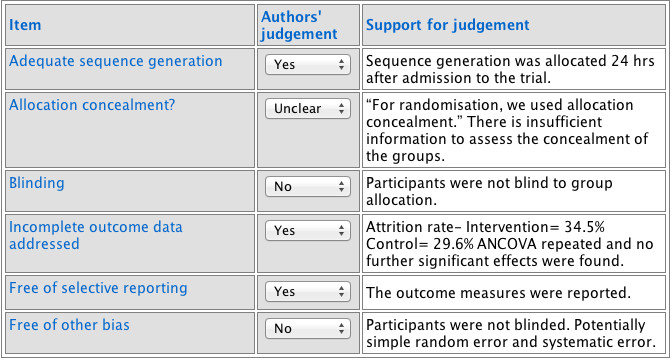 Item
Authors'
judgement
Support for judgement
Adequate sequence generation
Yes
Sequence generation was allocated 24 hrs
after admission to the trial.
Allocation concealment?
Unclear
“For randomisation, we used allocation
concealment.” There is insufficient
information to assess the concealment of
the groups.
Blinding
No
Participants were not blind to group
allocation.
Incomplete outcome data
addressed
Yes
Attrition rate- Intervention= 34.5%
Control= 29.6% ANCOVA repeated and no
further significant effects were found.
Free of selective reporting
Yes
The outcome measures were reported.
Free of other bias
No
Participants were not blinded. Potentially
simple random error and systematic error.